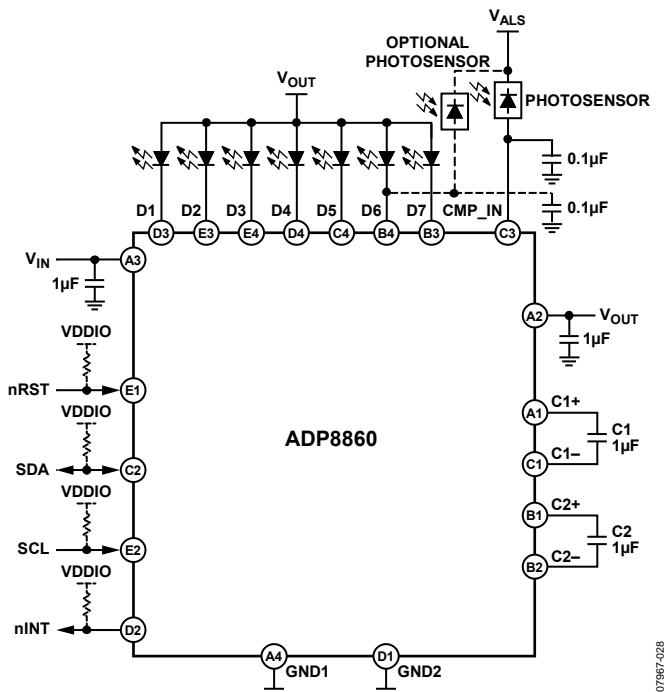 VALS
OPTIONAL
PHOTOSENSOR
VOUT
PHOTOSENSOR
0.1µF
0.1µF
D1 D2 D3 D4 D5 D6 D7 CMP_IN
D3 E3 E4 D4 C4 B4 B3 C3
VIN A3
1µF
A2 VOUT
1µF
VDDIO
nRST E1
VDDIO
SDA C2
VDDIO
SCL E2
VDDIO
nINT D2
ADP8860
A1 C1+
C1
1µF
C1 C1–
B1 C2+
C2
1µF
B2 C2–
A4 GND1
D1 GND2
07967-028